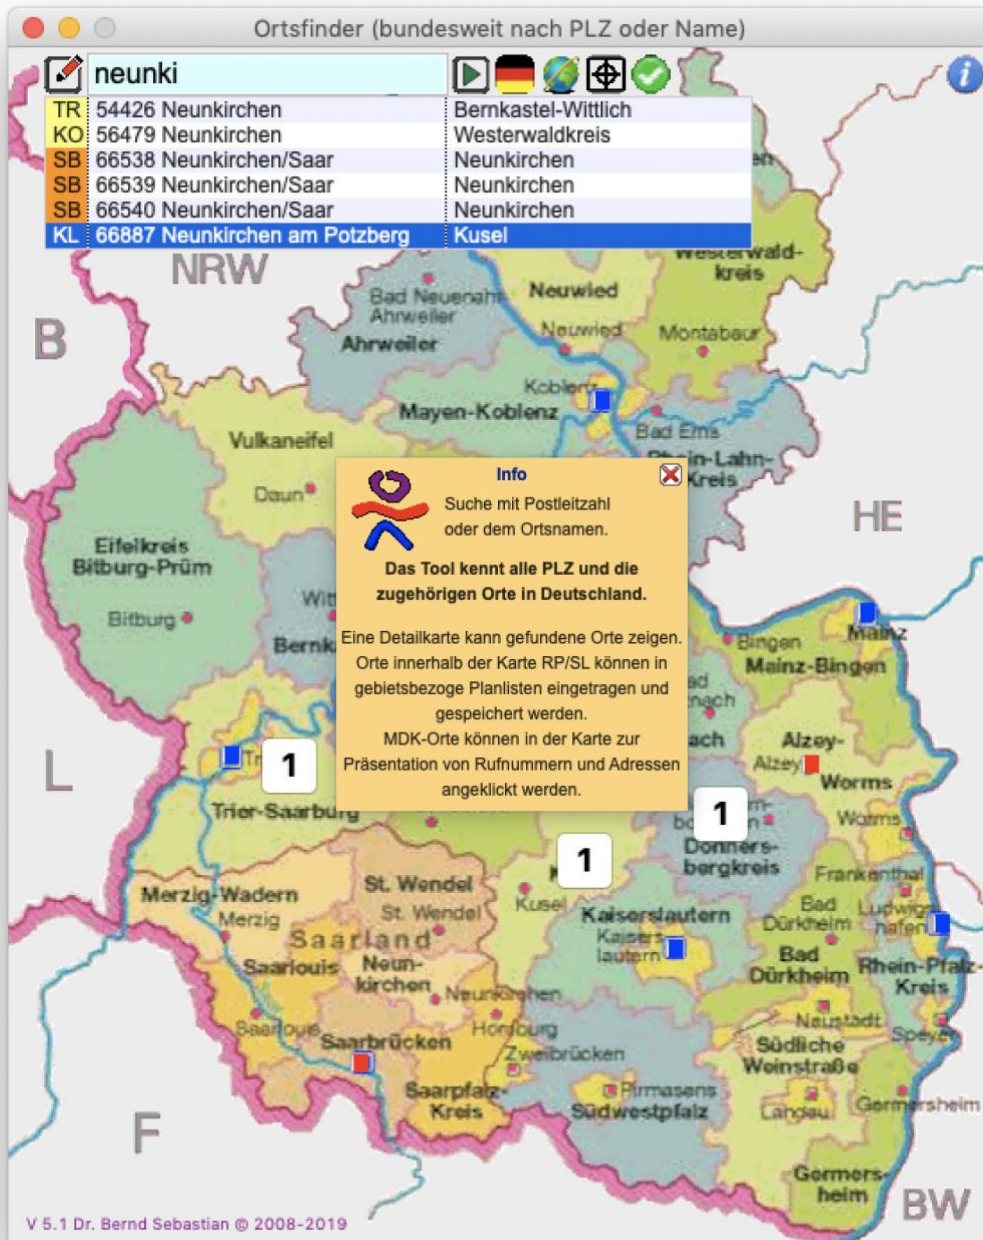 Ortsfinder (bundesweit nach PLZ oder Name)
neunki
TR 54426 Neunkirchen Bernkastel-Wittlich
KO 56479 Neunkirchen Westerwaldkreis
SB 66538 Neunkirchen/Saar Neunkirchen
SB 66539 Neunkirchen/Saar Neunkirchen
SB 66540 Neunkirchen/Saar Neunkirchen
KL 66887 Neunkirchen am Potzberg Kusel
NRW
Westerwald-
kreis
B
Bad Neuenahr
Ahrweiler
Ahrweiler
Neuwied
Neuwied
Montabaur
Koblenz
Mayen-Koblenz
Bad Ems
Rhein-Lahn-
Kreis
Vulkaneifel
Daun
HE
Eifelkreis
Bitburg-Prüm
Bitburg
Info
Suche mit Postleitzahl
oder dem Ortsnamen.
Das Tool kennt alle PLZ und die
zugehörigen Orte in Deutschland.
Eine Detailkarte kann gefundene Orte zeigen.
Orte innerhalb der Karte RP/SL können in
gebietsbezoge Planlisten eingetragen und
gespeichert werden.
MDK-Orte können in der Karte zur
Präsentation von Rufnummern und Adressen
angeklickt werden.
Wit
Bernk
Bingen
Mainz
Mainz-Bingen
ad
nach
ach
Alzey-
Alzey
Worms
Worms
L
Tr
1
Trier-Saarburg
1
Donners-
bergkreis
1
Merzig-Wadern
Merzig
St. Wendel
St. Wendel
Kusel
Saarland
Saarlouis
Saarlouis
Neun-
kirchen
Neunkirchen
Kaiserslautern
Kaisers
lautern
Frankenthal
Bad
Dürkheim
Ludwigs
hafen
Bad
Dürkheim
Rhein-Pfalz-
Kreis
Neustadt
Speyer
Homburg
Saarbrücken
Zweibrücken
Saarpfalz-
Kreis
Pirmasens
Südwestpfalz
Südliche
Weinstraße
Landau
Germersheim
F
Germers-
heim
BW
V 5.1 Dr. Bernd Sebastian © 2008-2019